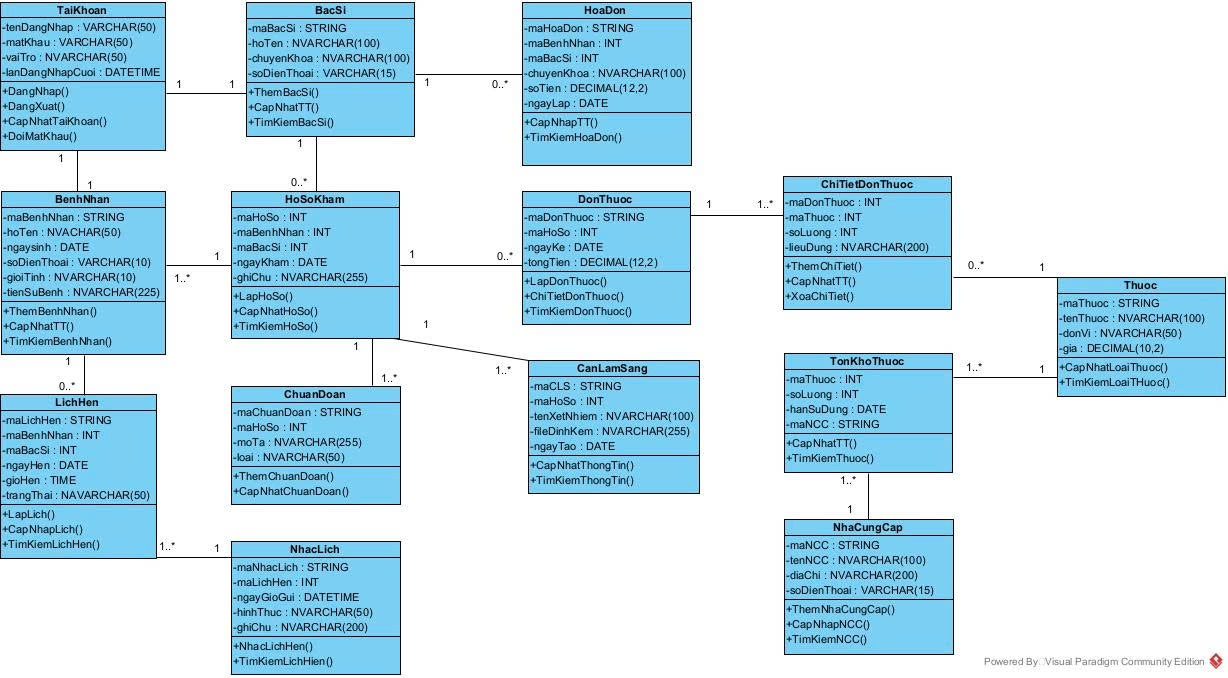 TaiKhoan
-tenDangNhap : VARCHAR(50)
-matKhau : VARCHAR(50)
-vaiTro : NVARCHAR(50)
-lanDangNhapCuoi : DATETIME
+DangNhap()
+DangXuat()
+CapNhatTaiKhoan()
+DoiMatKhau()
1
1
1
1
BacSi
-maBacSi : STRING
-hoTen : NVARCHAR(100)
-chuyenKhoa : NVARCHAR(100)
-soDienThoai : VARCHAR(15)
+ThemBacSi()
+CapNhatTT()
+TimKiemBacSi()
1
0..*
1
0..*
HoaDon
-maHoaDon : STRING
-maBenhNhan : INT
-maBacSi : INT
-chuyenKhoa : NVARCHAR(100)
-soTien : DECIMAL(12,2)
-ngayLap : DATE
+CapNhapTT()
+TimKiemHoaDon()
BenhNhan
-maBenhNhan : STRING
-hoTen : NVACHAR(50)
-ngaysinh : DATE
-soDienThoai : VARCHAR(10)
-gioiTinh : NVARCHAR(10)
-tienSuBenh : NVARCHAR(225)
+ThemBenhNhan()
+CapNhatTT()
+TimKiemBenhNhan()
1..*
1
1
0..*
HoSoKham
-maHoSo : INT
-maBenhNhan : INT
-maBacSi : INT
-ngayKham : DATE
-ghiChu : NVARCHAR(255)
+LapHoSo()
+CapNhatHoSo()
+TimKiemHoSo()
1
0..*
1
1..*
1
1..*
DonThuoc
-maDonThuoc : STRING
-maHoSo : INT
-ngayKe : DATE
-tongTien : DECIMAL(12,2)
+LapDonThuoc()
+ChiTietDonThuoc()
+TimKiemDonThuoc()
1
1..*
ChiTietDonThuoc
-maDonThuoc : INT
-maThuoc : INT
-soLuong : INT
-lieuDung : NVARCHAR(200)
+ThemChiTiet()
+CapNhatTT()
+XoaChiTiet()
0..*
1
Thuoc
-maThuoc : STRING
-tenThuoc : NVARCHAR(100)
-donVi : NVARCHAR(50)
-gia : DECIMAL(10,2)
+CapNhatLoaiThuoc()
+TimKiemLoaiTHuoc()
TonKhoThuoc
-maThuoc : INT
-soLuong : INT
-hanSuDung : DATE
-maNCC : STRING
+CapNhatTT()
+TimKiemThuoc()
1..*
1
1..*
1
CanLamSang
-maCLS : STRING
-maHoSo : INT
-tenXetNhiem : NVARCHAR(100)
-fileDinhKem : NVARCHAR(255)
-ngayTao : DATE
+CapNhatThongTin()
+TimKiemThongTin()
ChuanDoan
-maChuanDoan : STRING
-maHoSo : INT
-moTa : NVARCHAR(255)
-loai : NVARCHAR(50)
+ThemChuanDoan()
+CapNhatChuanDoan()
LichHen
-maLichHen : STRING
-maBenhNhan : INT
-maBacSi : INT
-ngayHen : DATE
-gioHen : TIME
-trangThai : NAVARCHAR(50)
+LapLich()
+CapNhapLich()
+TimKiemLichHen()
1..*
1
NhacLich
-maNhacLich : STRING
-maLichHen : INT
-ngayGioGui : DATETIME
-hinhThuc : NVARCHAR(50)
-ghiChu : NVARCHAR(200)
+NhacLichHen()
+TimKiemLichHien()
NhaCungCap
-maNCC : STRING
-tenNCC : NVARCHAR(100)
-diaChi : NVARCHAR(200)
-soDienThoai : VARCHAR(15)
+ThemNhaCungCap()
+CapNhapNCC()
+TimKiemNCC()
Powered By Visual Paradigm Community Edition